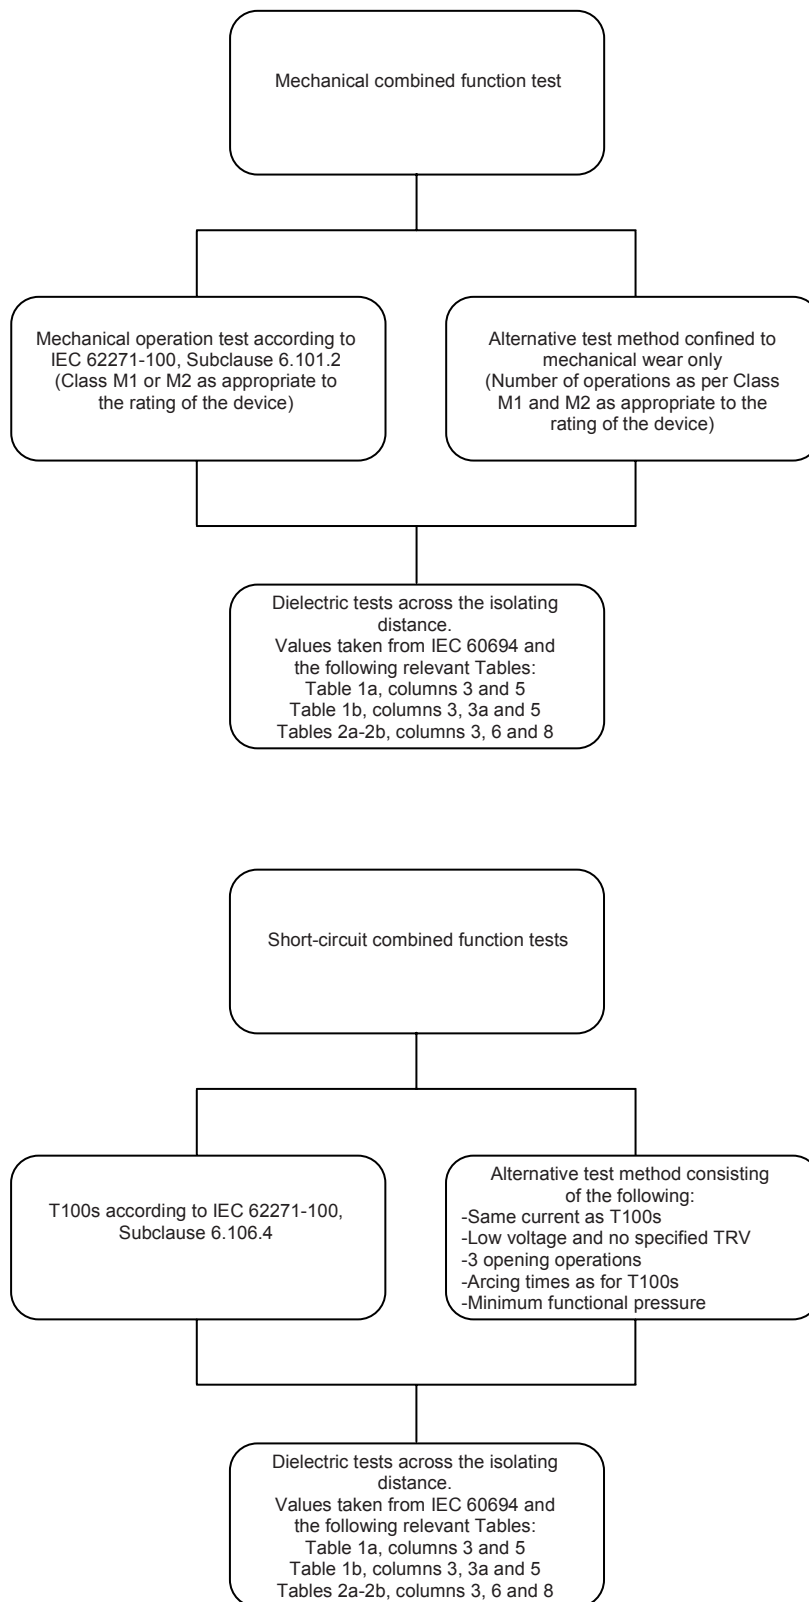 Mechanical combined function test
Mechanical operation test according to
IEC 62271-100, Subclause 6.101.2
(Class M1 or M2 as appropriate to
the rating of the device)
Alternative test method confined to
mechanical wear only
(Number of operations as per Class
M1 and M2 as appropriate to the
rating of the device)
Dielectric tests across the isolating
distance.
Values taken from IEC 60694 and
the following relevant Tables:
Table 1a, columns 3 and 5
Table 1b, columns 3, 3a and 5
Tables 2a-2b, columns 3, 6 and 8
Short-circuit combined function tests
T100s according to IEC 62271-100,
Subclause 6.106.4
Alternative test method consisting
of the following:
-Same current as T100s
-Low voltage and no specified TRV
-3 opening operations
-Arcing times as for T100s
-Minimum functional pressure
Dielectric tests across the isolating
distance.
Values taken from IEC 60694 and
the following relevant Tables:
Table 1a, columns 3 and 5
Table 1b, columns 3, 3a and 5
Tables 2a-2b, columns 3, 6 and 8